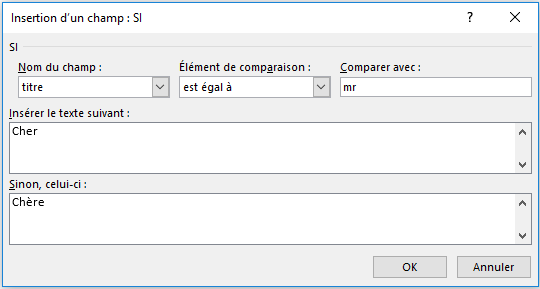 Insertion d'un champ : SI
SI
Nom du champ : Élément de comparaison : Comparer avec :
titre est égal à mr
Insérer le texte suivant :
Cher
Sinon, celui-ci :
Chère
OK Annuler